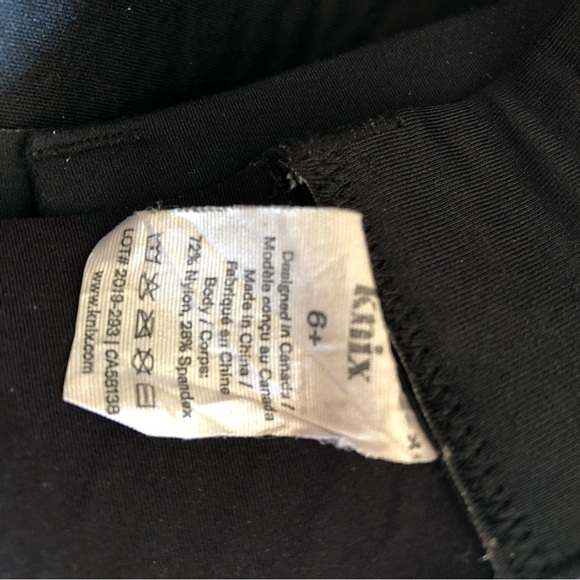 knix
6+
Designed in Canada /
Modèle conçu au Canada
Made in China /
Fabriqué en Chine
Body / Corps:
72% Nylon, 28% Spandex
LOT# 2019-293 | CA58138
www.knix.com